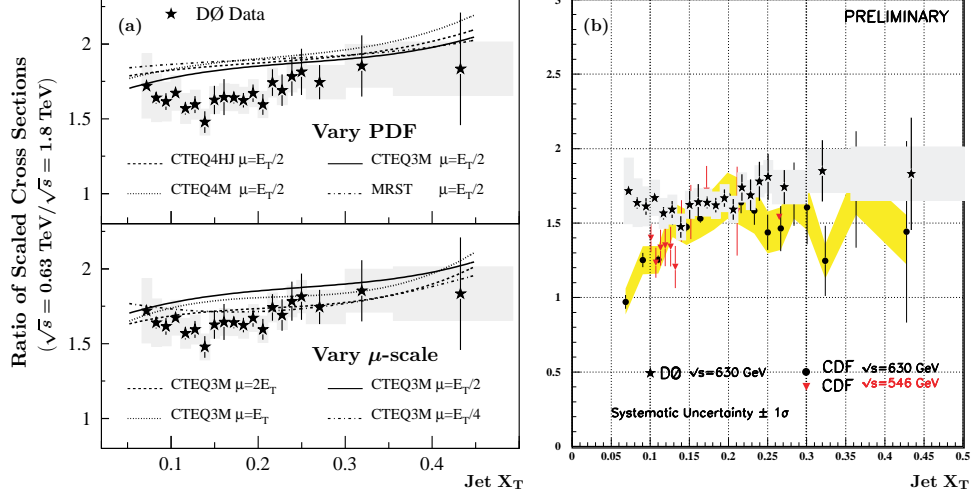 Ratio of Scaled Cross Sections
(√s = 0.63 TeV/√s = 1.8 TeV)
(a)
★ DØ Data
2
1.5
1
Vary PDF
CTEQ4HJ μ=E_T/2
CTEQ3M μ=E_T/2
CTEQ4M μ=E_T/2
MRST μ=E_T/2
2
1.5
1
Vary μ-scale
CTEQ3M μ=2E_T
CTEQ3M μ=E_T/2
CTEQ3M μ=E_T
CTEQ3M μ=E_T/4
0.1 0.2 0.3 0.4
Jet X_T
(b)
PRELIMINARY
3
2.5
2
1.5
1
0.5
0
★ DØ √s=630 GeV
● CDF √s=630 GeV
▼ CDF √s=546 GeV
Systematic Uncertainty ± 1σ
0 0.05 0.1 0.15 0.2 0.25 0.3 0.35 0.4 0.45 0.5
Jet X_T